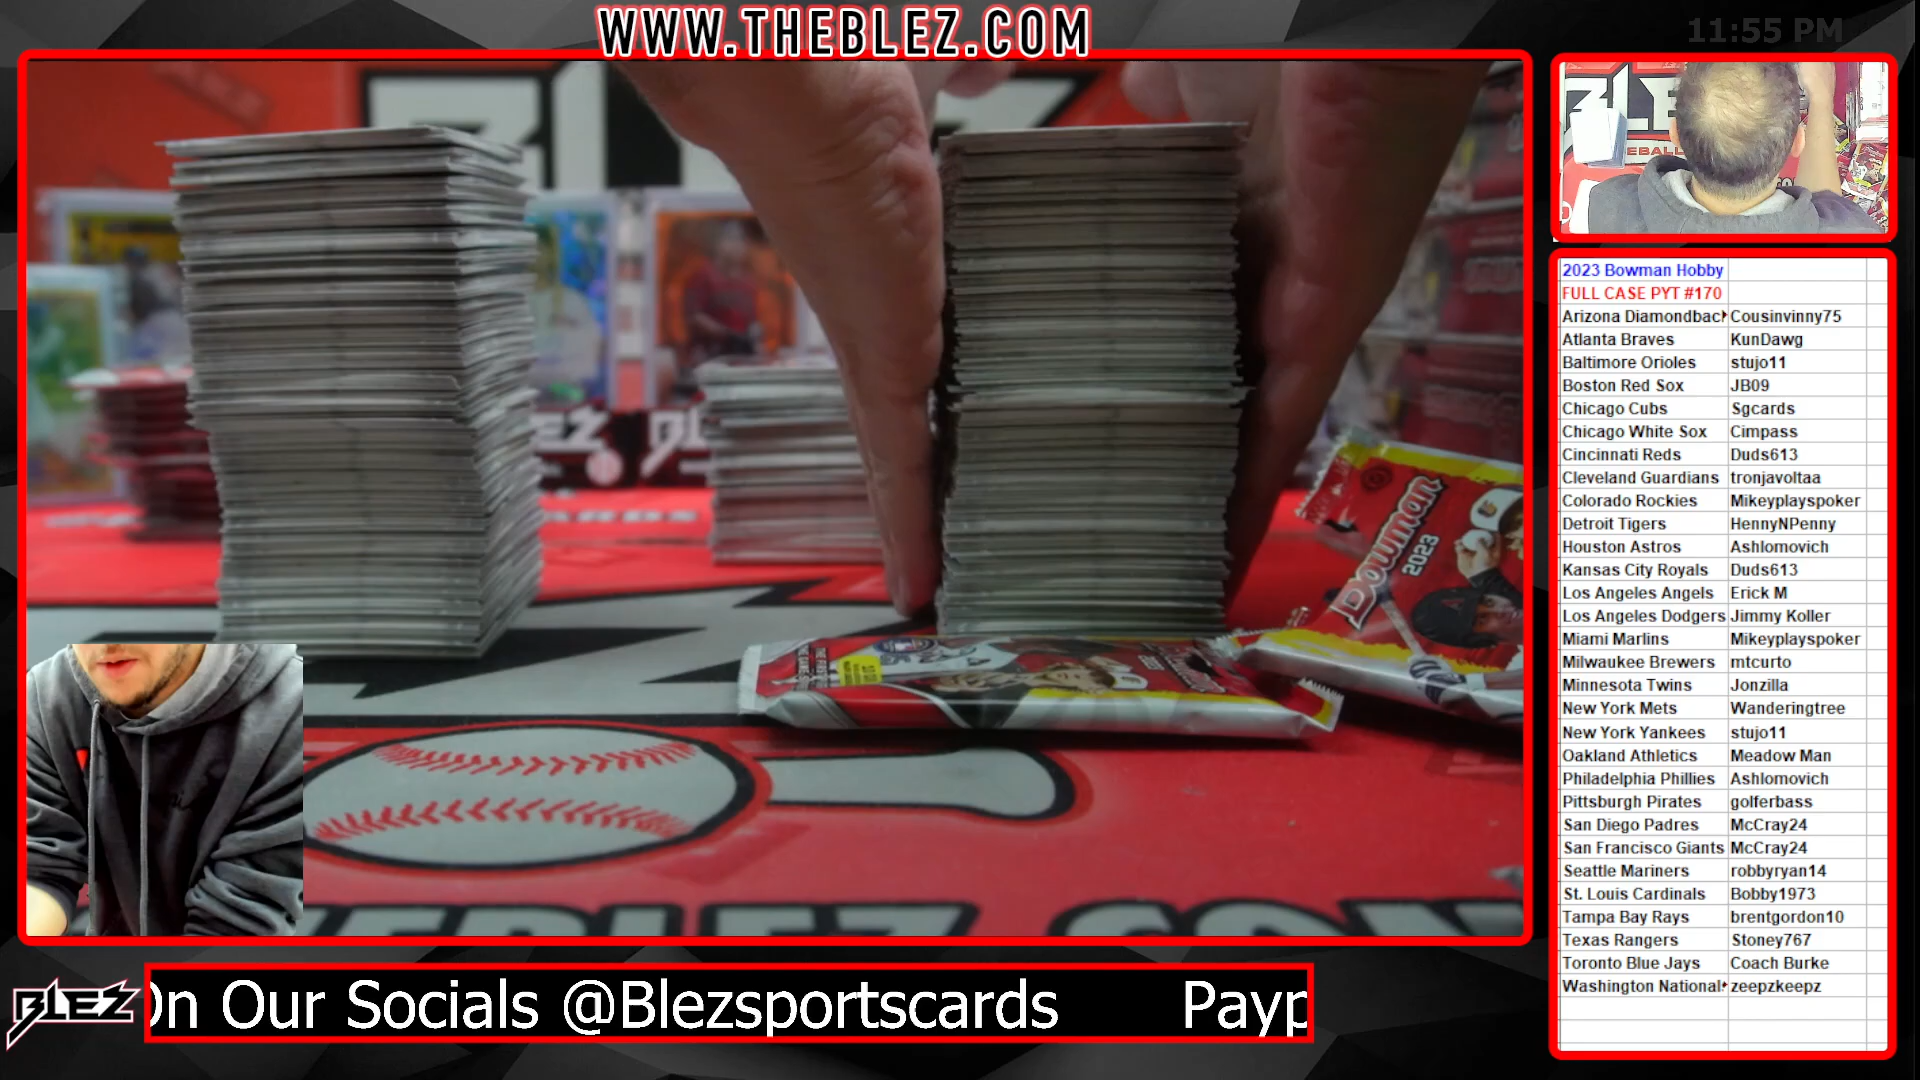 WWW.THEBLEZ.COM
11:55 PM
2023 Bowman Hobby
FULL CASE PYT #170
Arizona Diamondbac Cousinvinny75
Atlanta Braves KunDawg
Baltimore Orioles stujo11
Boston Red Sox JB09
Chicago Cubs Sgcards
Chicago White Sox Cimpass
Cincinnati Reds Duds613
Cleveland Guardians tronjavoltaa
Colorado Rockies Mikeyplayspoker
Detroit Tigers HennyNPenny
Houston Astros Ashlomovich
Kansas City Royals Duds613
Los Angeles Angels Erick M
Los Angeles Dodgers Jimmy Koller
Miami Marlins Mikeyplayspoker
Milwaukee Brewers mtcurto
Minnesota Twins Jonzilla
New York Mets Wanderingtree
New York Yankees stujo11
Oakland Athletics Meadow Man
Philadelphia Phillies Ashlomovich
Pittsburgh Pirates golferbass
San Diego Padres McCray24
San Francisco Giants McCray24
Seattle Mariners robbyryan14
St. Louis Cardinals Bobby1973
Tampa Bay Rays brentgordon10
Texas Rangers Stoney767
Toronto Blue Jays Coach Burke
Washington National zeepzkeepz
Bowman
2023
BLEZ
On Our Socials @Blezsportscards Payp